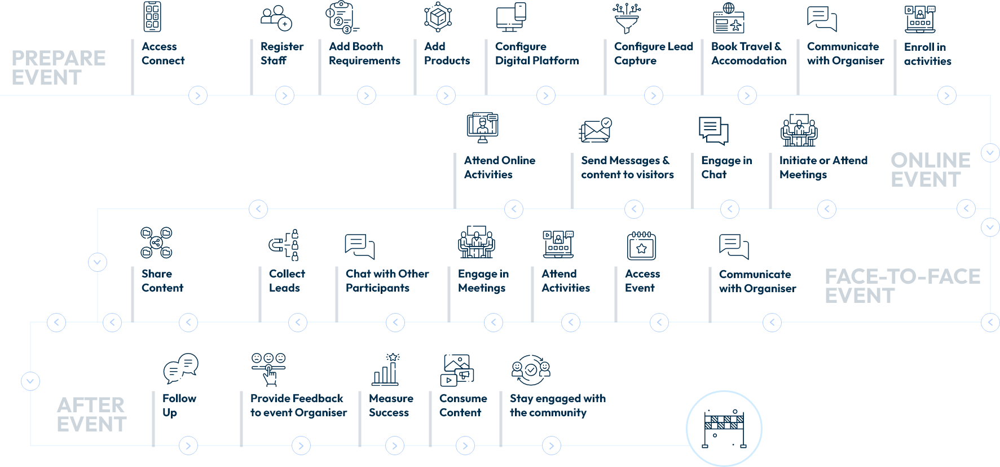 PREPARE
EVENT
Access
Connect
Register
Staff
1
2
3
Add Booth
Requirements
Add
Products
Configure
Digital Platform
Configure Lead
Capture
Book Travel &
Accomodation
Communicate
with Organiser
Enroll in
activities
ONLINE
EVENT
Initiate or Attend
Meetings
Engage in
Chat
Send Messages &
content to visitors
Attend Online
Activities
FACE-TO-FACE
EVENT
Communicate
with Organiser
Access
Event
Attend
Activities
Engage in
Meetings
Chat with Other
Participants
Collect
Leads
Share
Content
AFTER
EVENT
Follow
Up
Provide Feedback
to event Organiser
Measure
Success
Consume
Content
Stay engaged with
the community